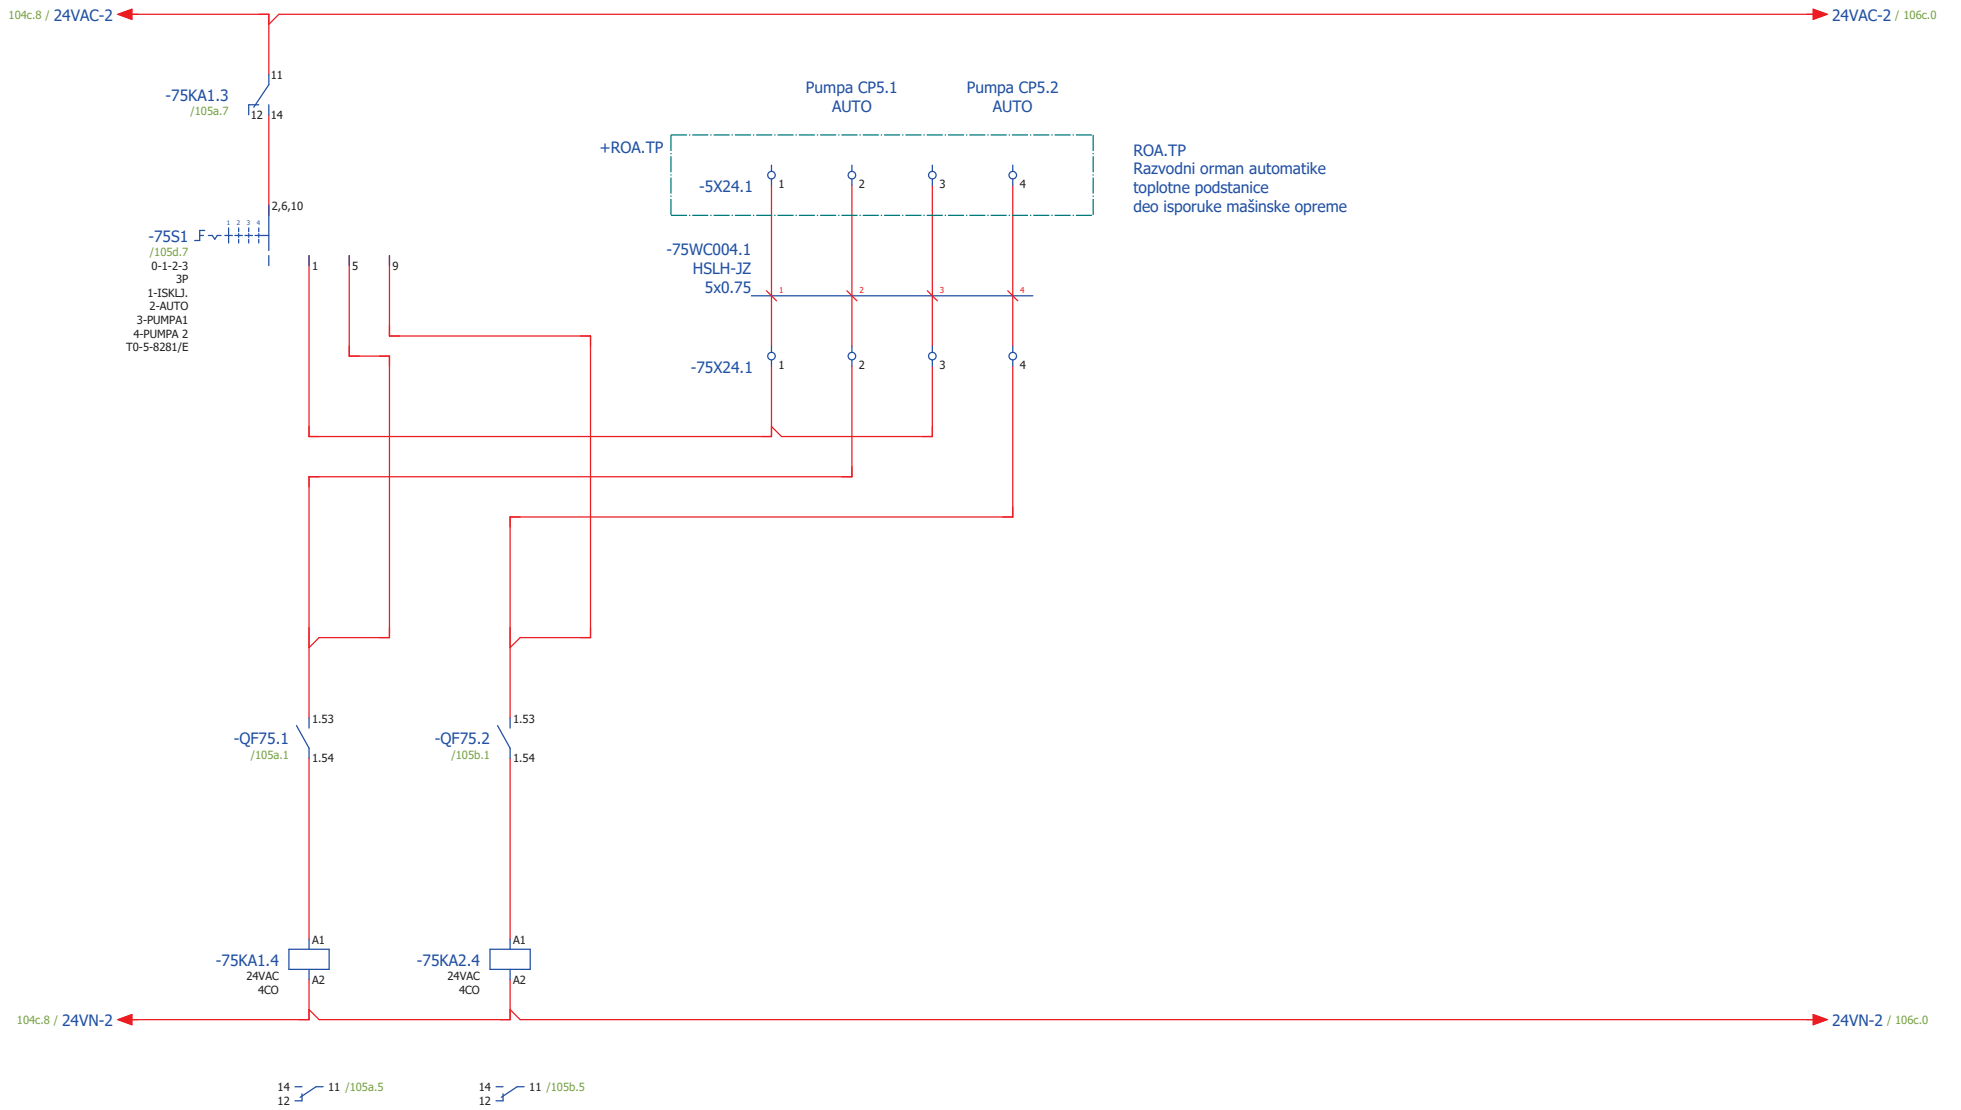 104c.8 / 24VAC-2
24VAC-2 / 106c.0
11
-75KA1.3
/105a.7
12 14
Pumpa CP5.1
AUTO
Pumpa CP5.2
AUTO
+ROA.TP
-5X24.1
1
2
3
4
ROA.TP
Razvodni orman automatike
toplotne podstanice
deo isporuke mašinske opreme
2,6,10
1 2 3 4
-75S1
/105d.7
0-1-2-3
3P
1-ISKLJ.
2-AUTO
3-PUMPA1
4-PUMPA 2
T0-5-8281/E
1
5
9
-75WC004.1
HSLH-JZ
5x0.75
1
2
3
4
-75X24.1
1
2
3
4
1.53
-QF75.1
/105a.1
1.54
1.53
-QF75.2
/105b.1
1.54
A1
-75KA1.4
24VAC
4CO
A2
A1
-75KA2.4
24VAC
4CO
A2
104c.8 / 24VN-2
24VN-2 / 106c.0
14 11 /105a.5
12
14 11 /105b.5
12